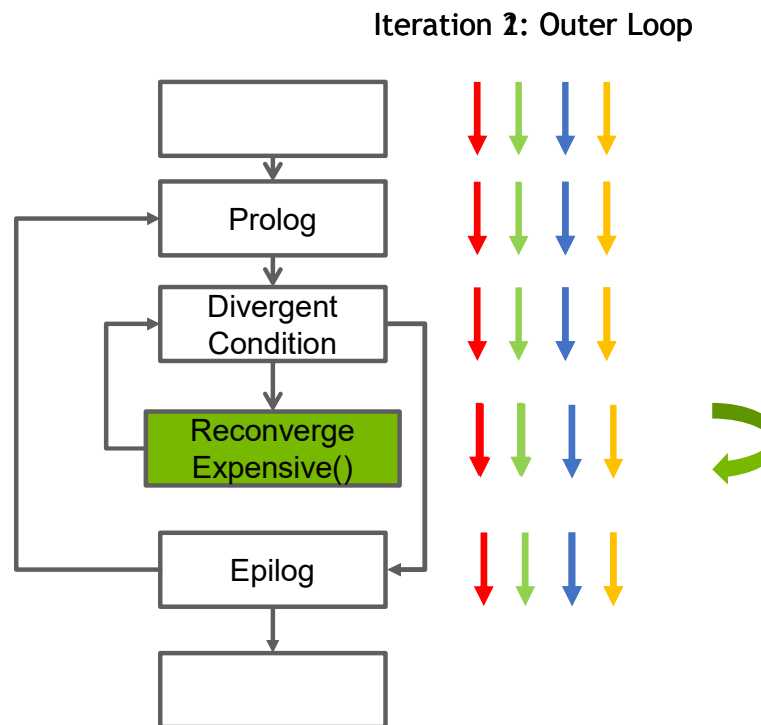 Iteration : Outer Loop
Prolog
Divergent
Condition
Reconverge
Expensive()
Epilog